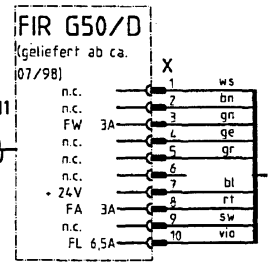 FIR G50/D
(geliefert ab ca.
07/98)
X
n.c. 1 ws
n.c. 2 bn
FW 3A 3 gn
n.c. 4 ge
n.c. 5 gr
n.c. 6
+ 24V 7 bl
FA 3A 8 rt
n.c. 9 sw
FL 6,5A 10 vio